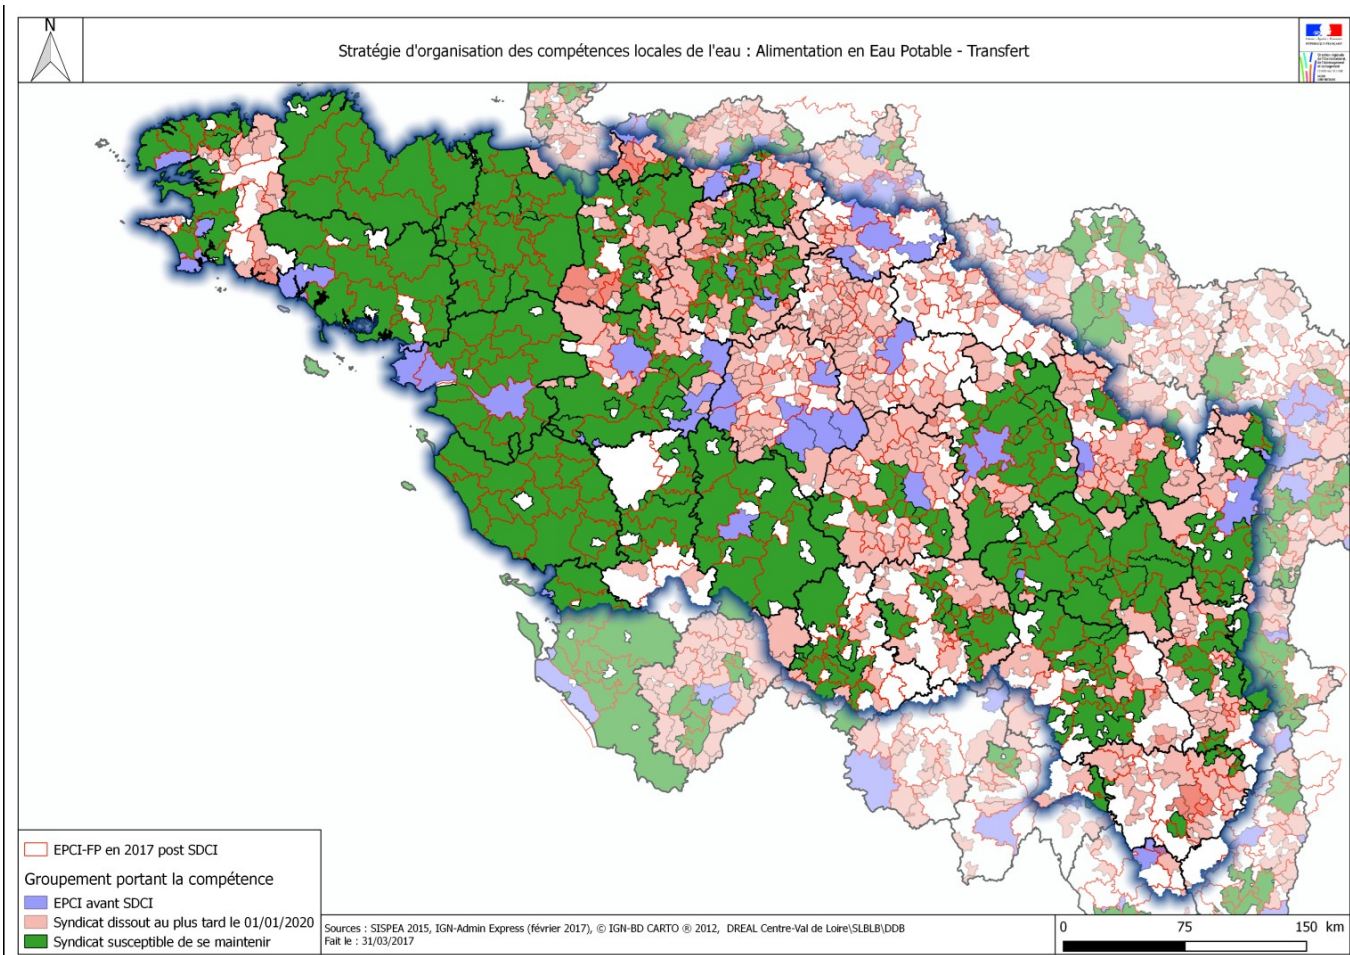 N
Stratégie d'organisation des compétences locales de l'eau : Alimentation en Eau Potable - Transfert
EPCI-FP en 2017 post SDCI
Groupement portant la compétence
EPCI avant SDCI
Syndicat dissout au plus tard le 01/01/2020
Syndicat susceptible de se maintenir
Sources : SISPEA 2015, IGN-Admin Express (février 2017), © IGN-BD CARTO ® 2012, DREAL Centre-Val de Loire\SLBLB\DDB
Fait le : 31/03/2017
0 75 150 km